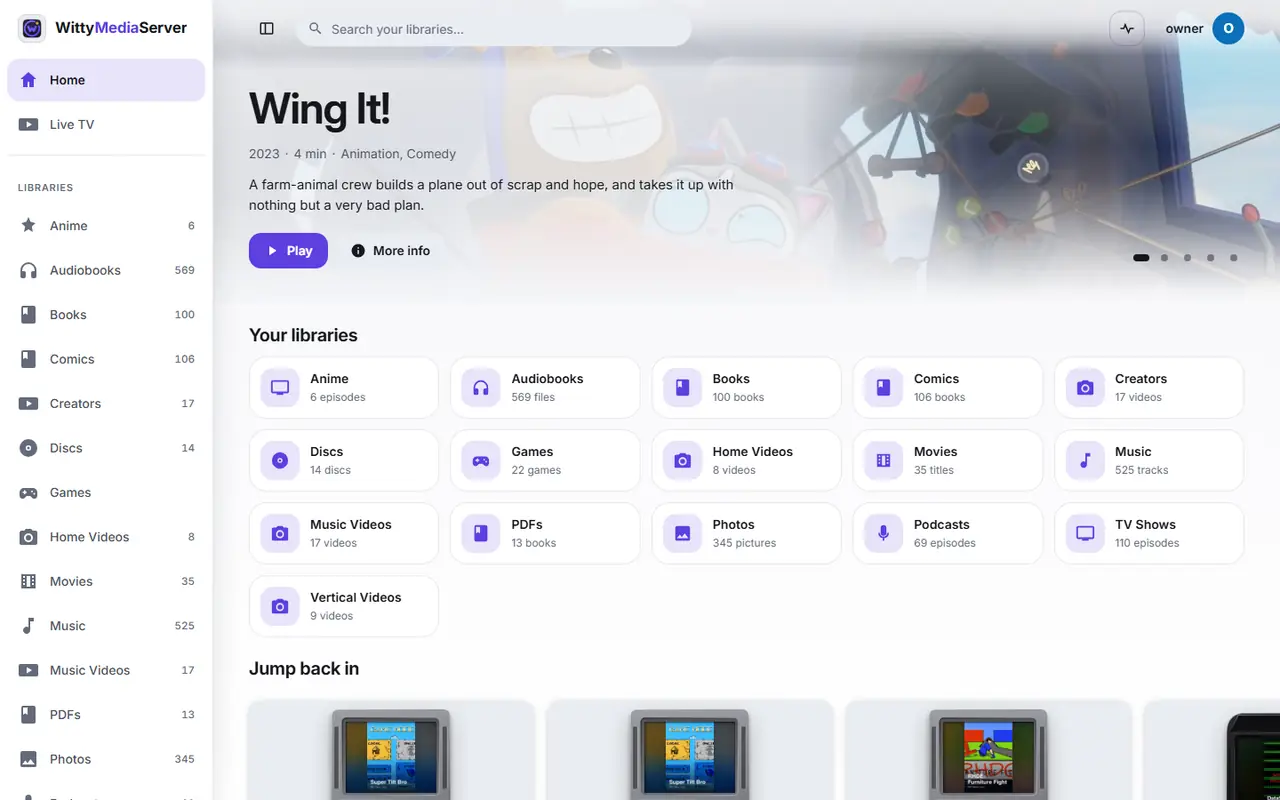 WittyMediaServer
Search your libraries...
owner
O
Home
Live TV
LIBRARIES
Anime 6
Audiobooks 569
Books 100
Comics 106
Creators 17
Discs 14
Games
Home Videos 8
Movies 35
Music 525
Music Videos 17
PDFs 13
Photos 345
Wing It!
2023 · 4 min · Animation, Comedy
A farm-animal crew builds a plane out of scrap and hope, and takes it up with
nothing but a very bad plan.
Play
More info
Your libraries
Anime
6 episodes
Audiobooks
569 files
Books
100 books
Comics
106 books
Creators
17 videos
Discs
14 discs
Games
22 games
Home Videos
8 videos
Movies
35 titles
Music
525 tracks
Music Videos
17 videos
PDFs
13 books
Photos
345 pictures
Podcasts
69 episodes
TV Shows
110 episodes
Vertical Videos
9 videos
Jump back in
Super Tilt Bro
Super Tilt Bro
Furniture Fight